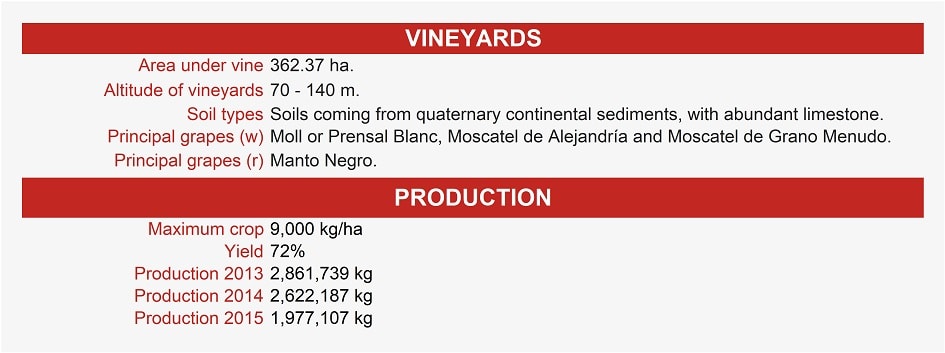 VINEYARDS
Area under vine 362.37 ha.
Altitude of vineyards 70 - 140 m.
Soil types Soils coming from quaternary continental sediments, with abundant limestone.
Principal grapes (w) Moll or Prensal Blanc, Moscatel de Alejandría and Moscatel de Grano Menudo.
Principal grapes (r) Manto Negro.
PRODUCTION
Maximum crop 9,000 kg/ha
Yield 72%
Production 2013 2,861,739 kg
Production 2014 2,622,187 kg
Production 2015 1,977,107 kg